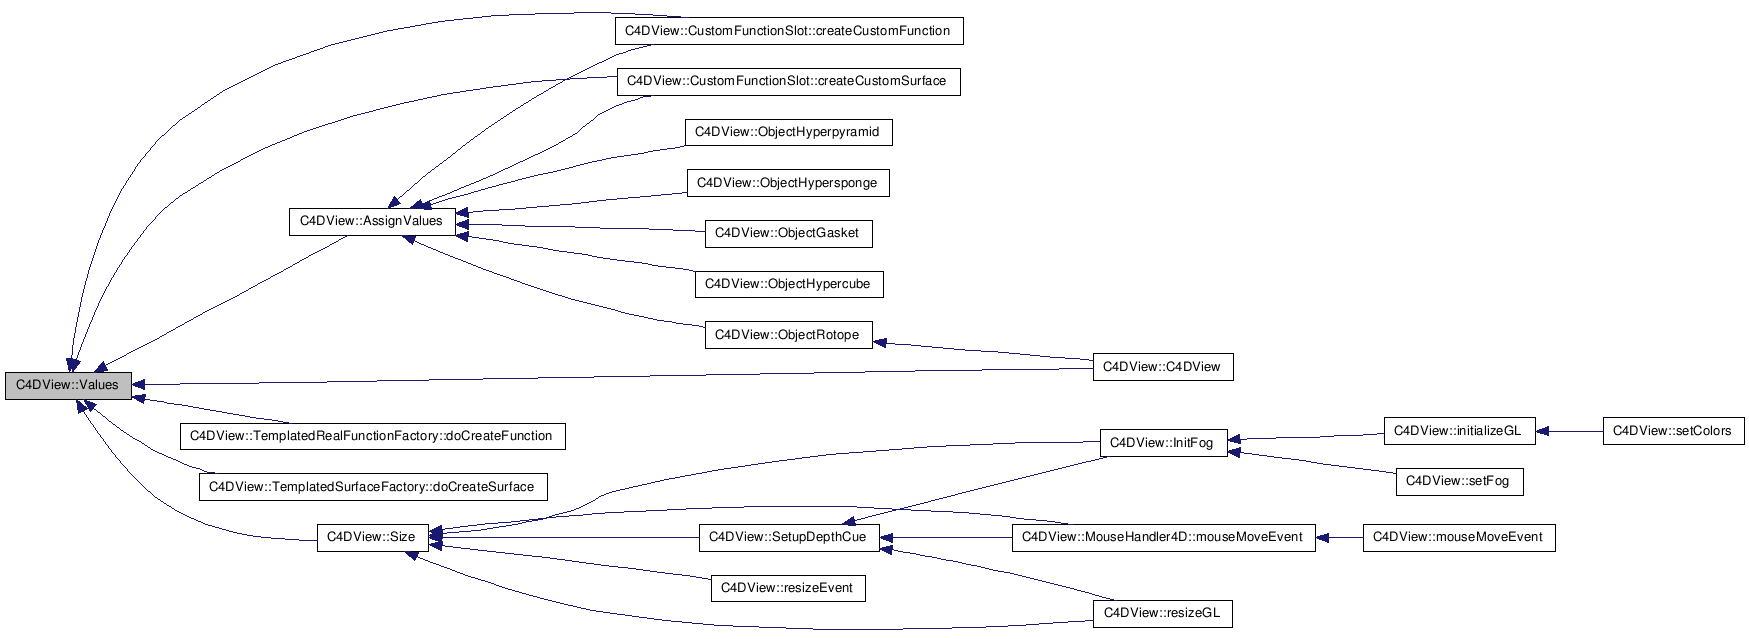 C4DView::CustomFunctionSlot::createCustomFunction
C4DView::CustomFunctionSlot::createCustomSurface
C4DView::ObjectHyperpyramid
C4DView::ObjectHypersponge
C4DView::AssignValues
C4DView::ObjectGasket
C4DView::ObjectHypercube
C4DView::ObjectRotope
C4DView::C4DView
C4DView::Values
C4DView::TemplatedRealFunctionFactory::doCreateFunction
C4DView::InitFog
C4DView::initializeGL
C4DView::setColors
C4DView::setFog
C4DView::TemplatedSurfaceFactory::doCreateSurface
C4DView::Size
C4DView::SetupDepthCue
C4DView::MouseHandler4D::mouseMoveEvent
C4DView::mouseMoveEvent
C4DView::resizeEvent
C4DView::resizeGL